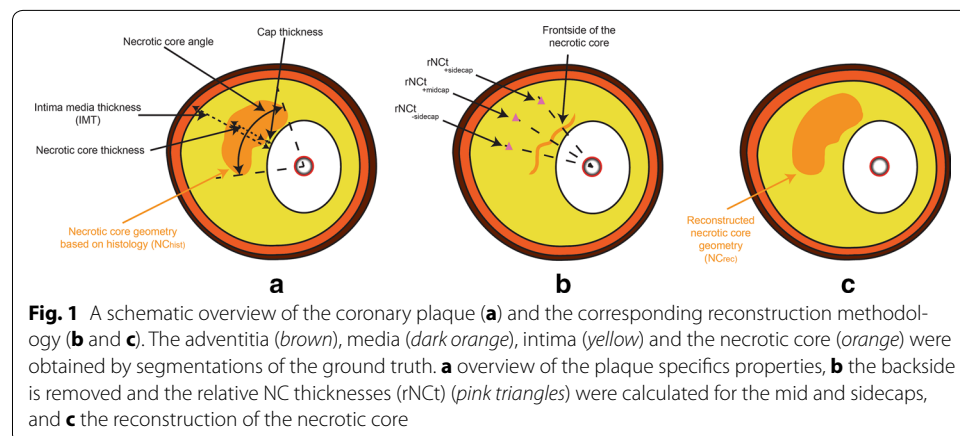 Necrotic core angle
Cap thickness
Intima media thickness
(IMT)
Necrotic core thickness
Necrotic core geometry
based on histology (NChist)
a
Frontside of the
necrotic core
rNCt
+sidecap
rNCt
+midcap
rNCt
-sidecap
b
Reconstructed
necrotic core
geometry
(NCrec)
c
Fig. 1 A schematic overview of the coronary plaque (a) and the corresponding reconstruction methodol-
ogy (b and c). The adventitia (brown), media (dark orange), intima (yellow) and the necrotic core (orange) were
obtained by segmentations of the ground truth. a overview of the plaque specifics properties, b the backside
is removed and the relative NC thicknesses (rNCt) (pink triangles) were calculated for the mid and sidecaps,
and c the reconstruction of the necrotic core